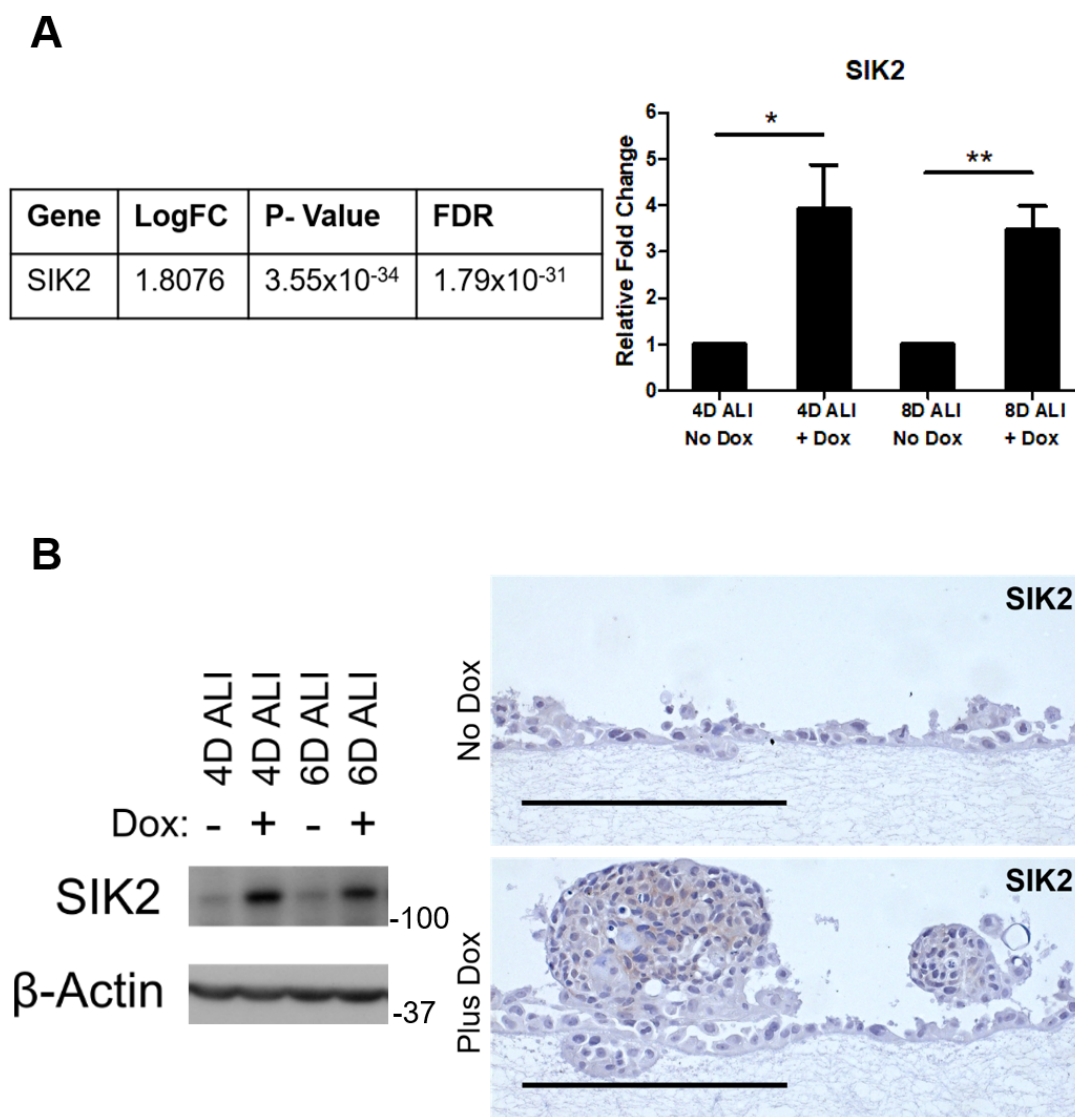 A
Gene LogFC P- Value FDR
SIK2 1.8076 3.55x10⁻³⁴ 1.79x10⁻³¹
SIK2
Relative Fold Change
6
5
4
3
2
1
0
*
**
4D ALI No Dox
4D ALI + Dox
8D ALI No Dox
8D ALI + Dox
B
4D ALI
4D ALI
6D ALI
6D ALI
Dox: - + - +
SIK2
-100
β-Actin
-37
No Dox
SIK2
Plus Dox
SIK2